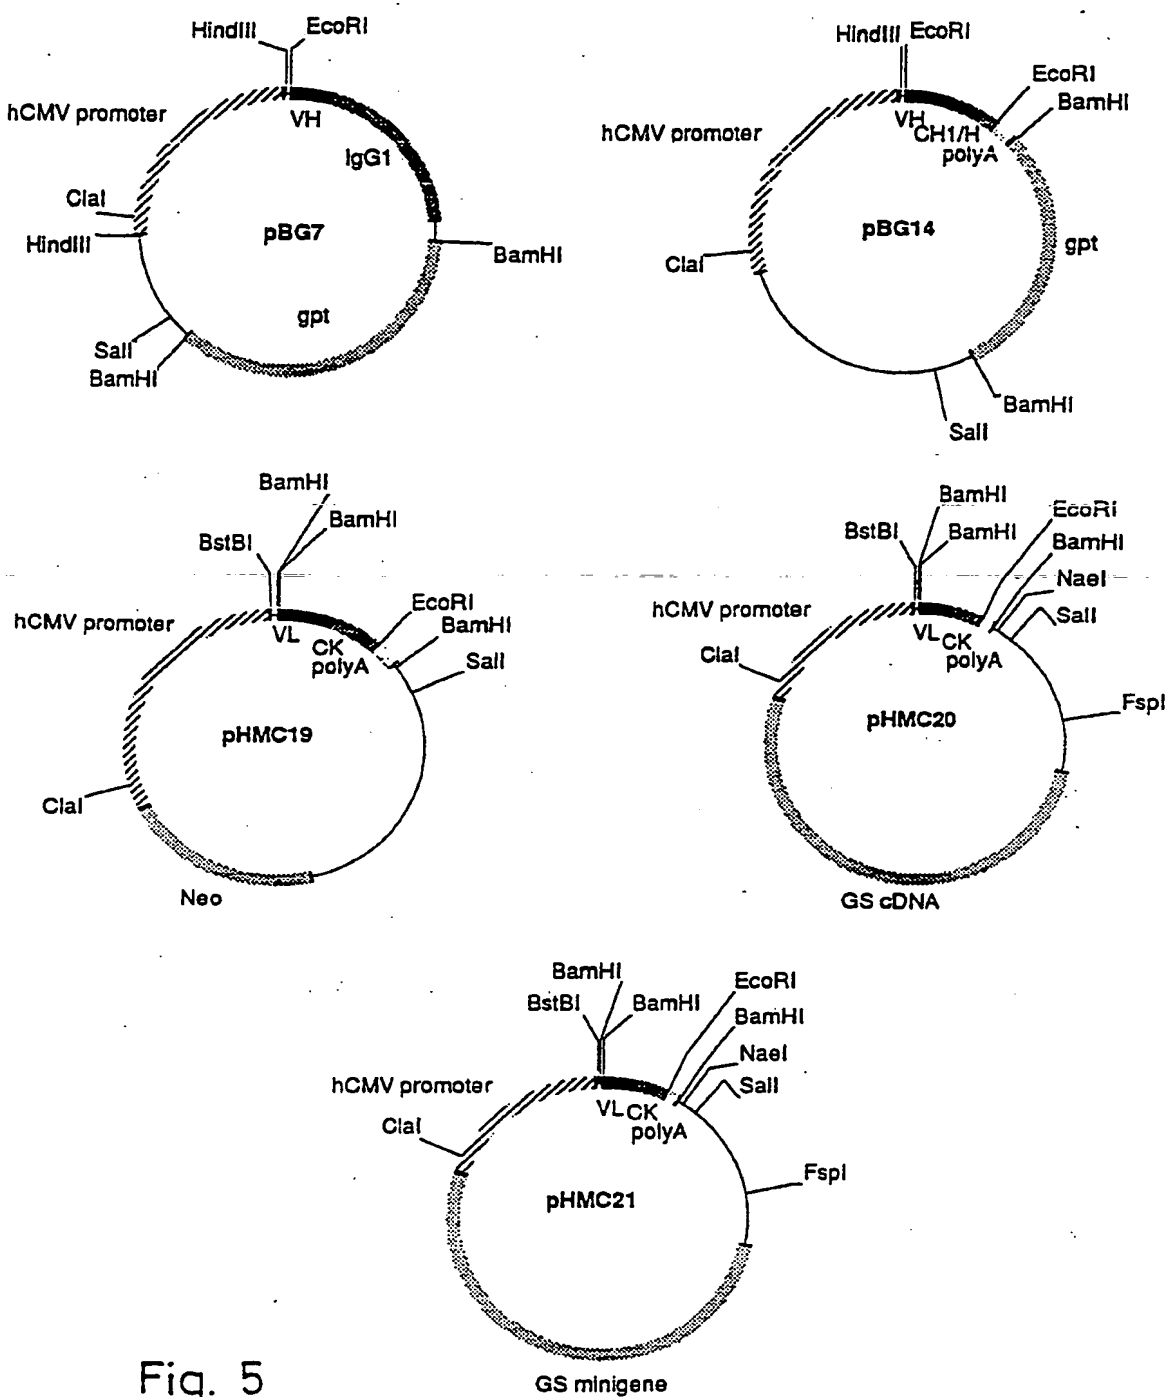 HindIII EcoRI
hCMV promoter
VH
IgG1
ClaI
HindIII
pBG7
BamHI
gpt
SalI
BamHI
HindIII EcoRI
EcoRI
BamHI
hCMV promoter
VH
CH1/H
polyA
pBG14
gpt
ClaI
BamHI
SalI
BamHI
BamHI
BstBI
hCMV promoter
EcoRI
BamHI
VL
CK
polyA
SalI
pHMC19
ClaI
Neo
BamHI
EcoRI
BstBI
BamHI
BamHI
NaeI
hCMV promoter
SalI
VL CK
polyA
ClaI
FspI
pHMC20
GS cDNA
BamHI
EcoRI
BstBI
BamHI
BamHI
NaeI
hCMV promoter
SalI
VL CK
polyA
ClaI
FspI
pHMC21
GS minigene
Fig. 5